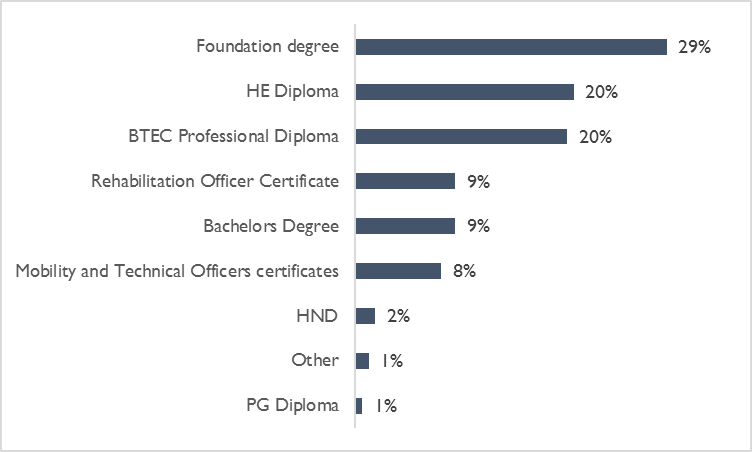 Foundation degree 29%
HE Diploma 20%
BTEC Professional Diploma 20%
Rehabilitation Officer Certificate 9%
Bachelors Degree 9%
Mobility and Technical Officers certificates 8%
HND 2%
Other 1%
PG Diploma 1%